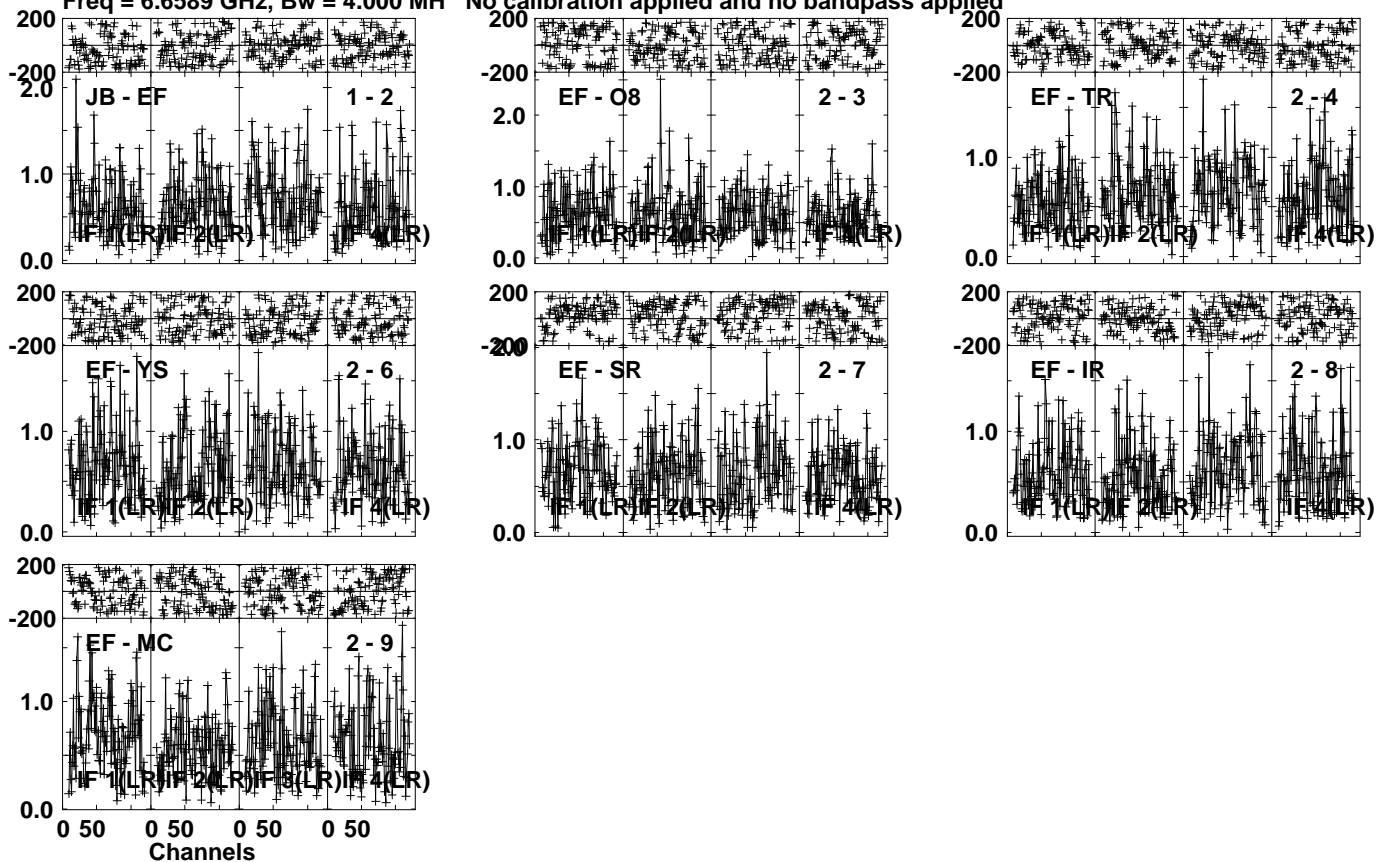 Freq = 6.6589 GHz, Bw = 4.000 MH No calibration applied and no bandpass applied
200 200 200
-200 -200 -200
2.0 JB - EF 1 - 2 EF - O8 2 - 3 EF - TR 2 - 4
2.0
1.0 1.0 1.0
IF 1(LR) IF 2(LR) IF 4(LR) IF 1(LR) IF 2(LR) IF 4(LR) IF 1(LR) IF 2(LR) IF 4(LR)
0.0 0.0 0.0
200 200 200
-200 -200 -200
2.0
EF - YS 2 - 6 EF - SR 2 - 7 EF - IR 2 - 8
1.0 1.0 1.0
IF 1(LR) IF 2(LR) IF 4(LR) IF 1(LR) IF 2(LR) IF 4(LR) IF 1(LR) IF 2(LR) IF 4(LR)
0.0 0.0 0.0
200
-200
EF - MC 2 - 9
1.0
IF 1(LR) IF 2(LR) IF 3(LR) IF 4(LR)
0.0
0 50 0 50 0 50 0 50
Channels